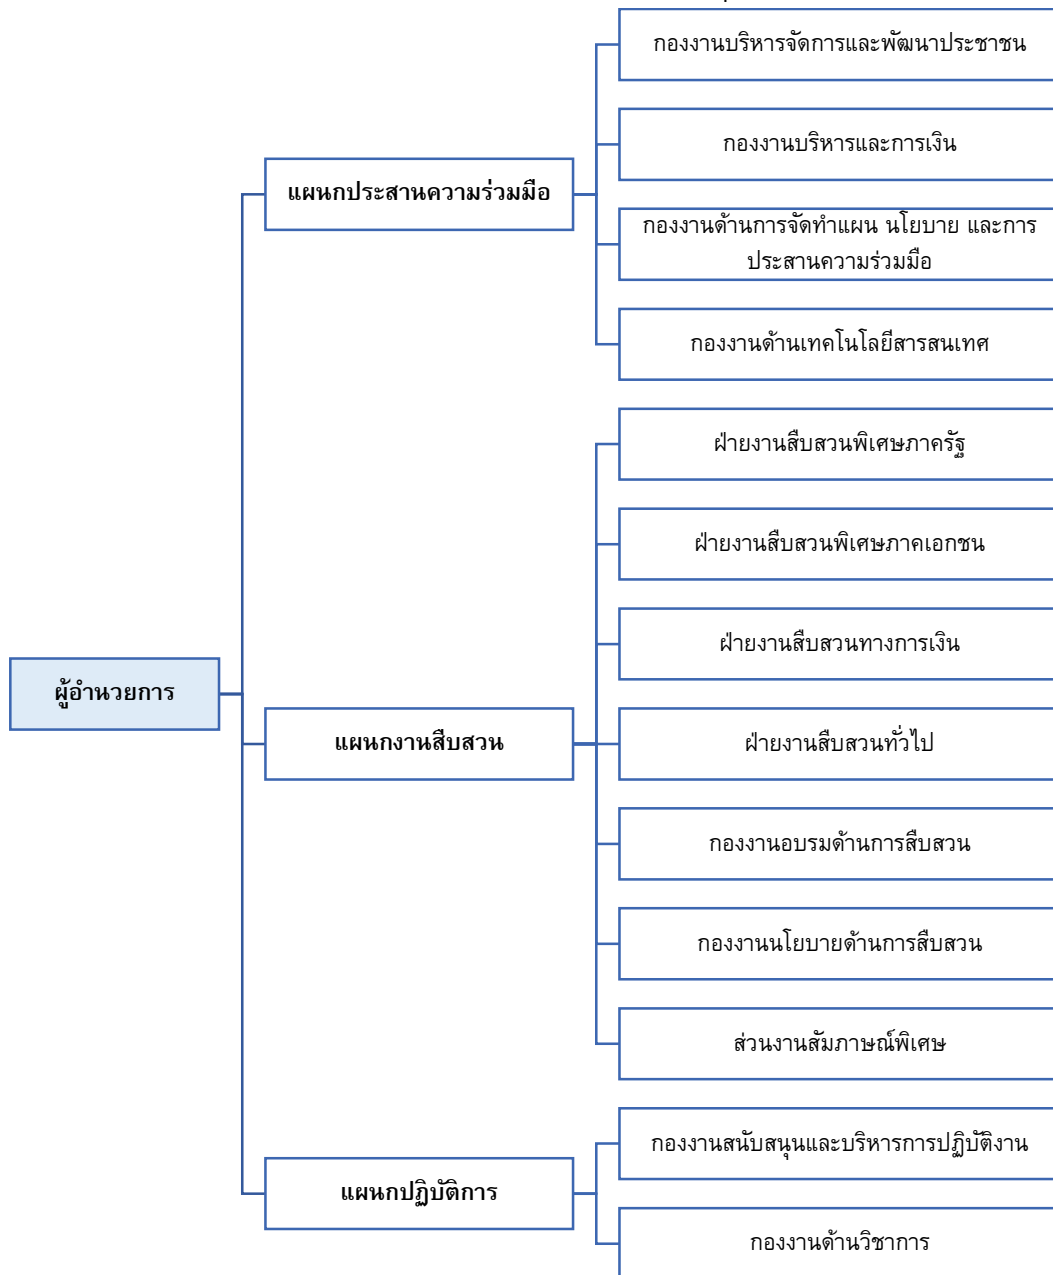 กองงานบริหารจัดการและพัฒนาประชาชน
กองงานบริหารและการเงิน
แผนกประสานความร่วมมือ
กองงานด้านการจัดทำแผน นโยบาย และการ
ประสานความร่วมมือ
กองงานด้านเทคโนโลยีสารสนเทศ
ฝ่ายงานสืบสวนพิเศษภาครัฐ
ฝ่ายงานสืบสวนพิเศษภาคเอกชน
ฝ่ายงานสืบสวนทางการเงิน
ผู้อำนวยการ
แผนกงานสืบสวน
ฝ่ายงานสืบสวนทั่วไป
กองงานอบรมด้านการสืบสวน
กองงานนโยบายด้านการสืบสวน
ส่วนงานสัมภาษณ์พิเศษ
กองงานสนับสนุนและบริหารการปฏิบัติงาน
แผนกปฏิบัติการ
กองงานด้านวิชาการ